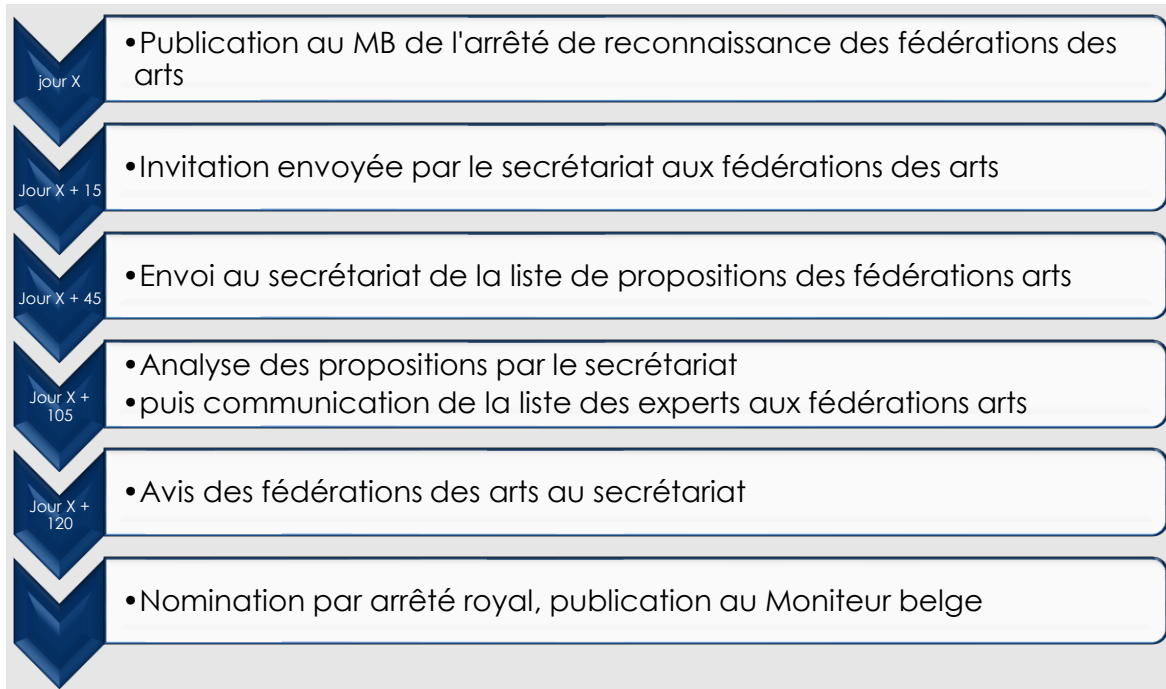 jour X
•Publication au MB de l'arrêté de reconnaissance des fédérations des
arts
Jour X + 15
•Invitation envoyée par le secrétariat aux fédérations des arts
Jour X + 45
•Envoi au secrétariat de la liste de propositions des fédérations arts
Jour X +
105
•Analyse des propositions par le secrétariat
•puis communication de la liste des experts aux fédérations arts
Jour X +
120
•Avis des fédérations des arts au secrétariat
•Nomination par arrêté royal, publication au Moniteur belge